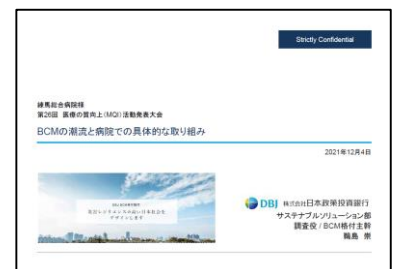 Strictly Confidential
練馬総合病院様
第26回 医療の質向上（MQI）活動発表大会
BCMの潮流と病院での具体的な取り組み
2021年12月4日
DBJ 株式会社日本政策投資銀行
サステナブルソリューション部
調査役 / BCM格付主幹